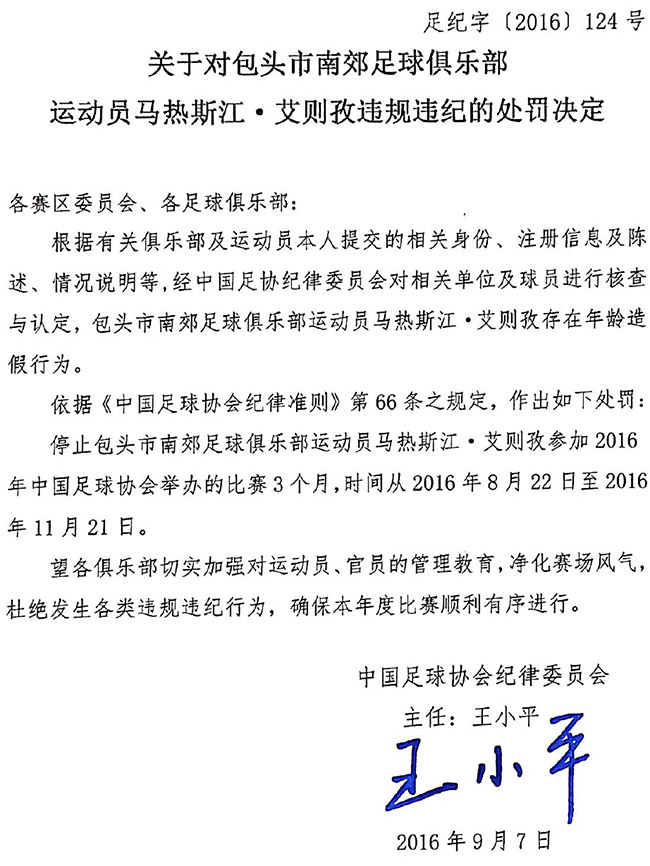 足纪字〔2016〕124 号
关于对包头市南郊足球俱乐部
运动员马热斯江·艾则孜违规违纪的处罚决定
各赛区委员会、各足球俱乐部：
根据有关俱乐部及运动员本人提交的相关身份、注册信息及陈
述、情况说明等,经中国足协纪律委员会对相关单位及球员进行核查
与认定，包头市南郊足球俱乐部运动员马热斯江·艾则孜存在年龄造
假行为。
依据《中国足球协会纪律准则》第 66 条之规定，作出如下处罚：
停止包头市南郊足球俱乐部运动员马热斯江·艾则孜参加 2016
年中国足球协会举办的比赛 3 个月,时间从 2016 年 8 月 22 日至 2016
年 11 月 21 日。
望各俱乐部切实加强对运动员、官员的管理教育,净化赛场风气,
杜绝发生各类违规违纪行为，确保本年度比赛顺利有序进行。
中国足球协会纪律委员会
主任：王小平
王小平
2016 年 9 月 7 日